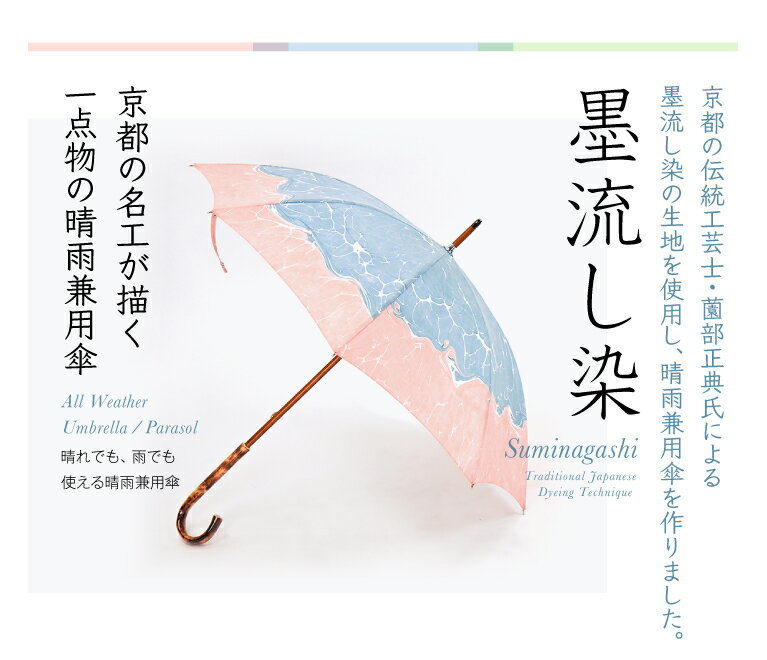 京都の伝統工芸士・薗部正典氏による
墨流し染の生地を使用し、晴雨兼用傘を作りました。
墨流し染
Suminagashi
Traditional Japanese
Dyeing Technique
京都の名工が描く
一点物の晴雨兼用傘
All Weather
Umbrella / Parasol
晴れでも、雨でも
使える晴雨兼用傘